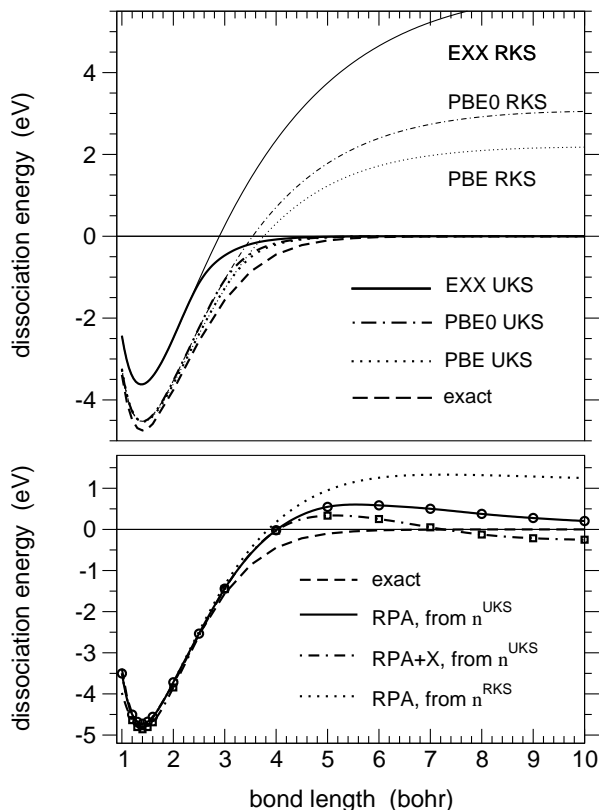 4
2
0
-2
-4
dissociation energy (eV)
EXX RKS
PBE0 RKS
PBE RKS
EXX UKS
PBE0 UKS
PBE UKS
exact
1
0
-1
-2
-3
-4
-5
dissociation energy (eV)
exact
RPA, from n^UKS
RPA+X, from n^UKS
RPA, from n^RKS
1 2 3 4 5 6 7 8 9 10
bond length (bohr)